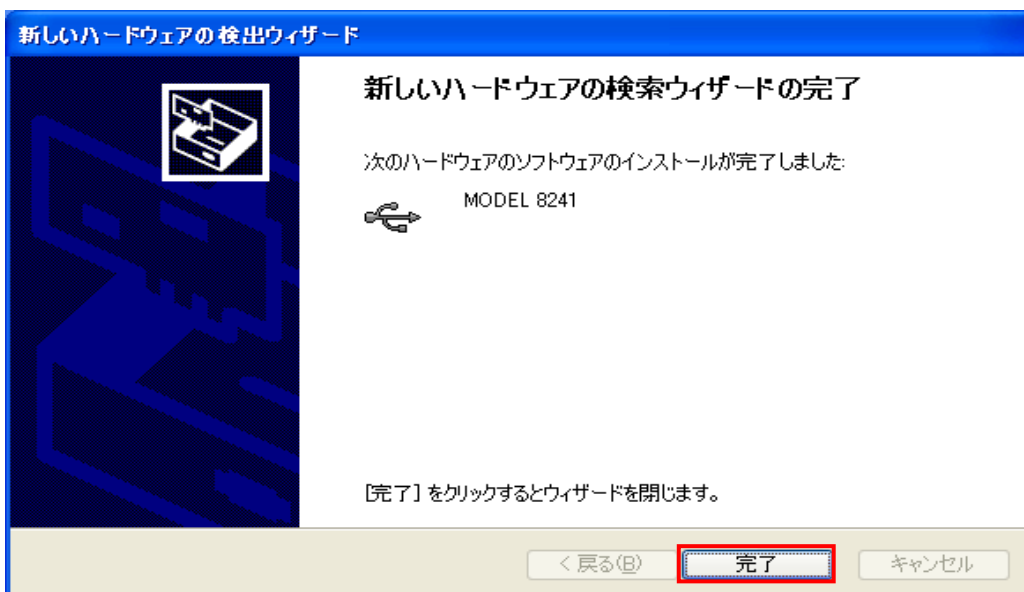 新しいハードウェアの検出ウィザード
新しいハードウェアの検索ウィザードの完了
次のハードウェアのソフトウェアのインストールが完了しました:
MODEL 8241
[完了] をクリックするとウィザードを閉じます。
< 戻る(B)
完了
キャンセル